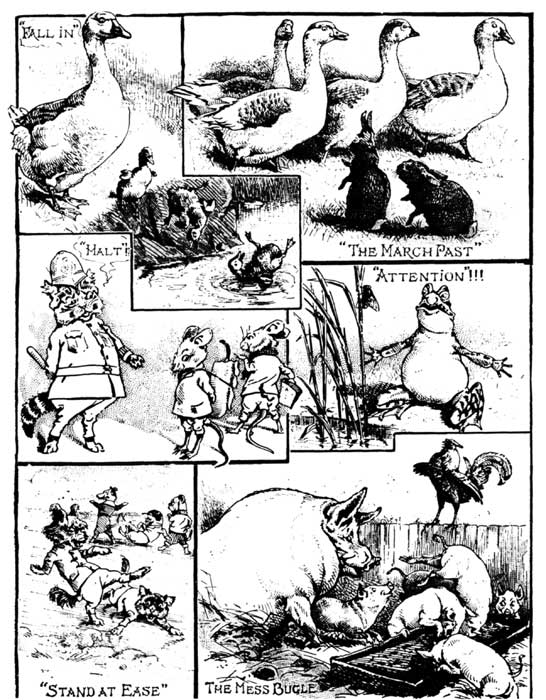 "FALL IN"
"THE MARCH PAST"
"HALT"!!
"ATTENTION"!!!
"STAND AT EASE"
THE MESS BUGLE